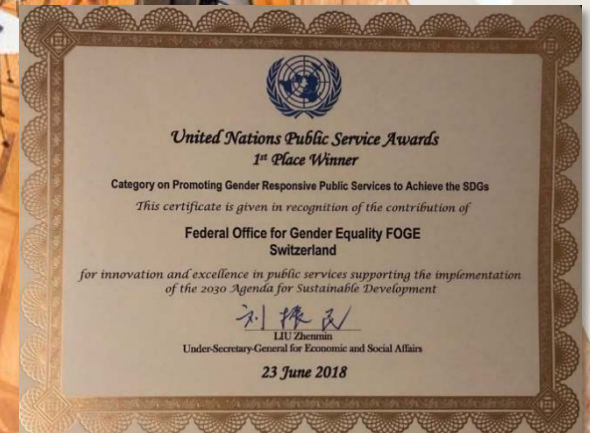 United Nations Public Service Awards
1st Place Winner
Category on Promoting Gender Responsive Public Services to Achieve the SDGs
This certificate is given in recognition of the contribution of
Federal Office for Gender Equality FOGE
Switzerland
for innovation and excellence in public services supporting the implementation
of the 2030 Agenda for Sustainable Development
刘振民
LIU Zhenmin
Under-Secretary-General for Economic and Social Affairs
23 June 2018